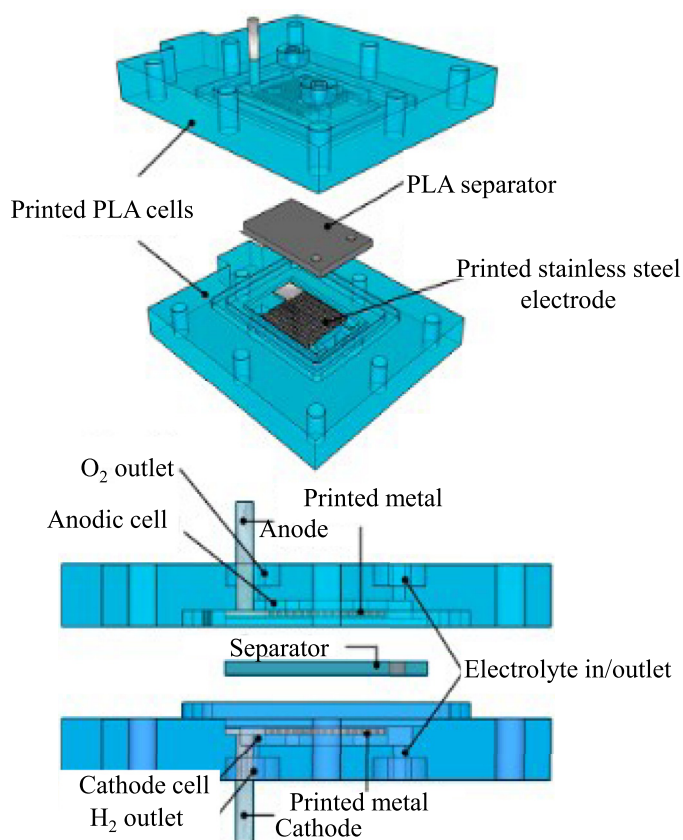 PLA separator
Printed PLA cells
Printed stainless steel
electrode
O2 outlet
Printed metal
Anodic cell
Anode
Separator
Electrolyte in/outlet
Cathode cell
H2 outlet
Printed metal
Cathode